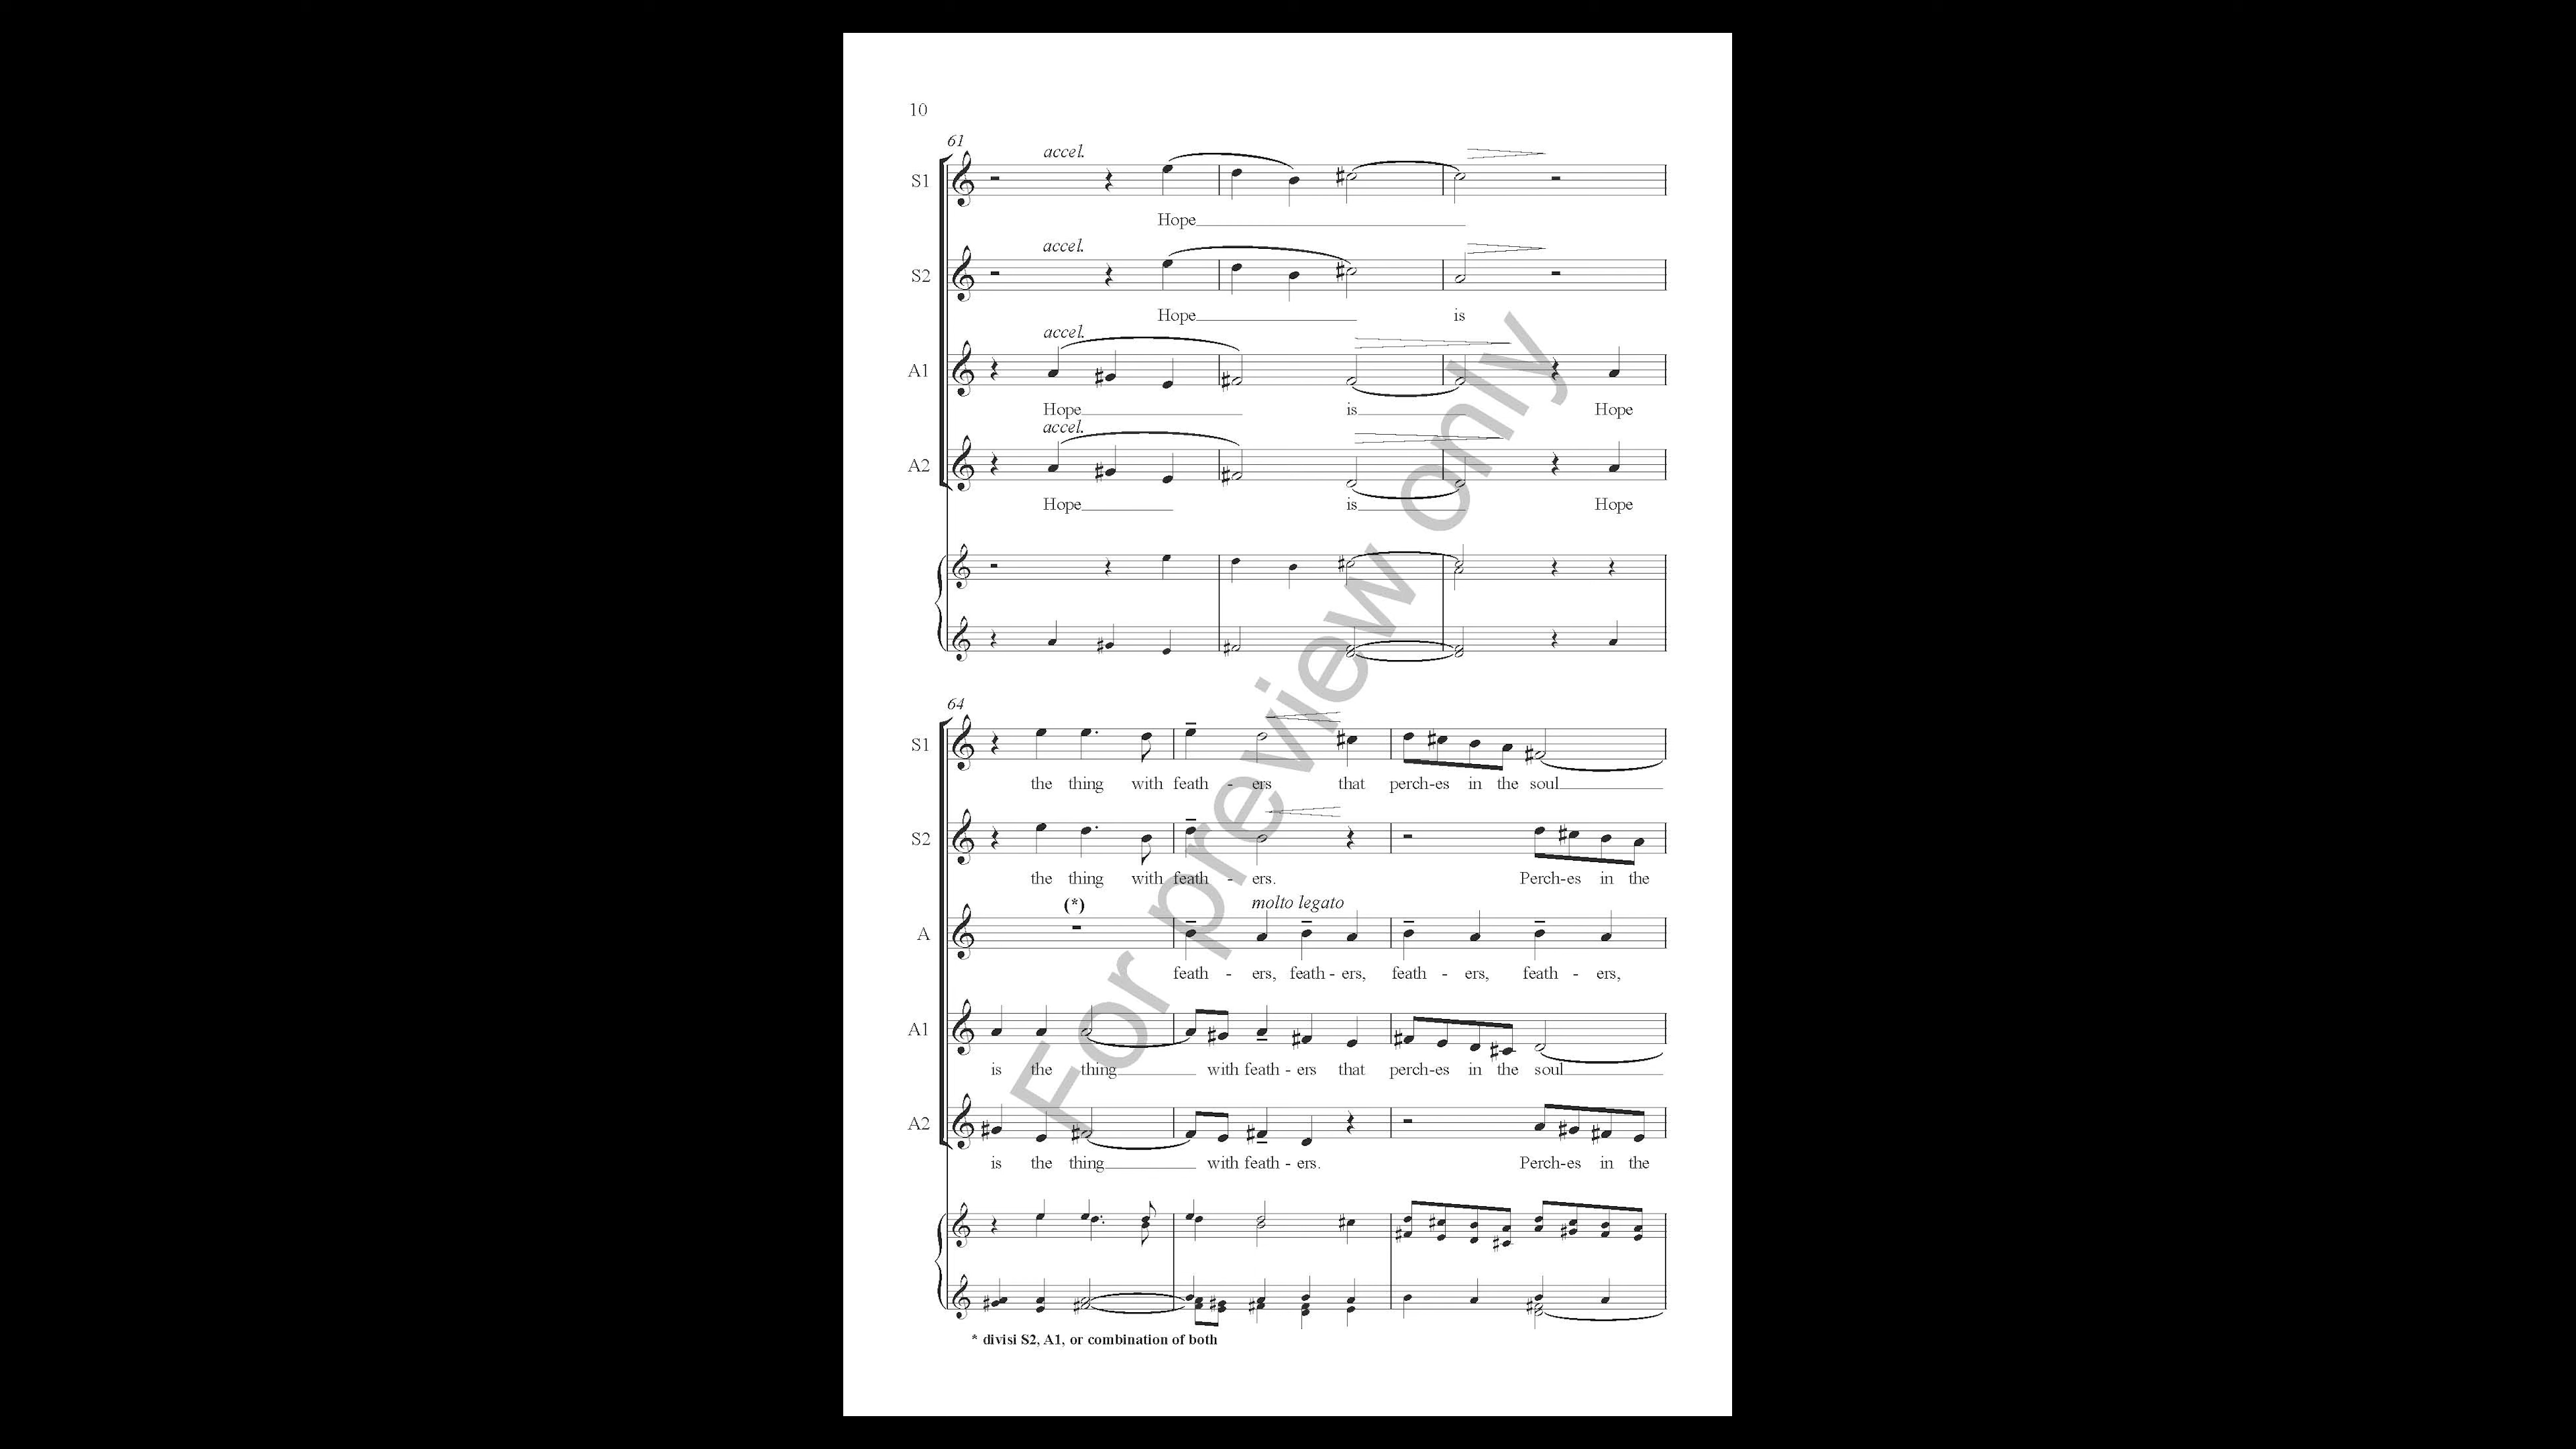 10
61
accel.
S1
Hope
accel.
S2
Hope is
accel.
A1
Hope is Hope
accel.
A2
Hope is Hope
64
S1
the thing with feath - ers that perch-es in the soul
S2
the thing with feath - ers. Perch-es in the
(*) molto legato
A
feath - ers, feath - ers, feath - ers, feath - ers,
A1
is the thing with feath - ers that perch-es in the soul
A2
is the thing with feath - ers. Perch-es in the
* divisi S2, A1, or combination of both
For preview only